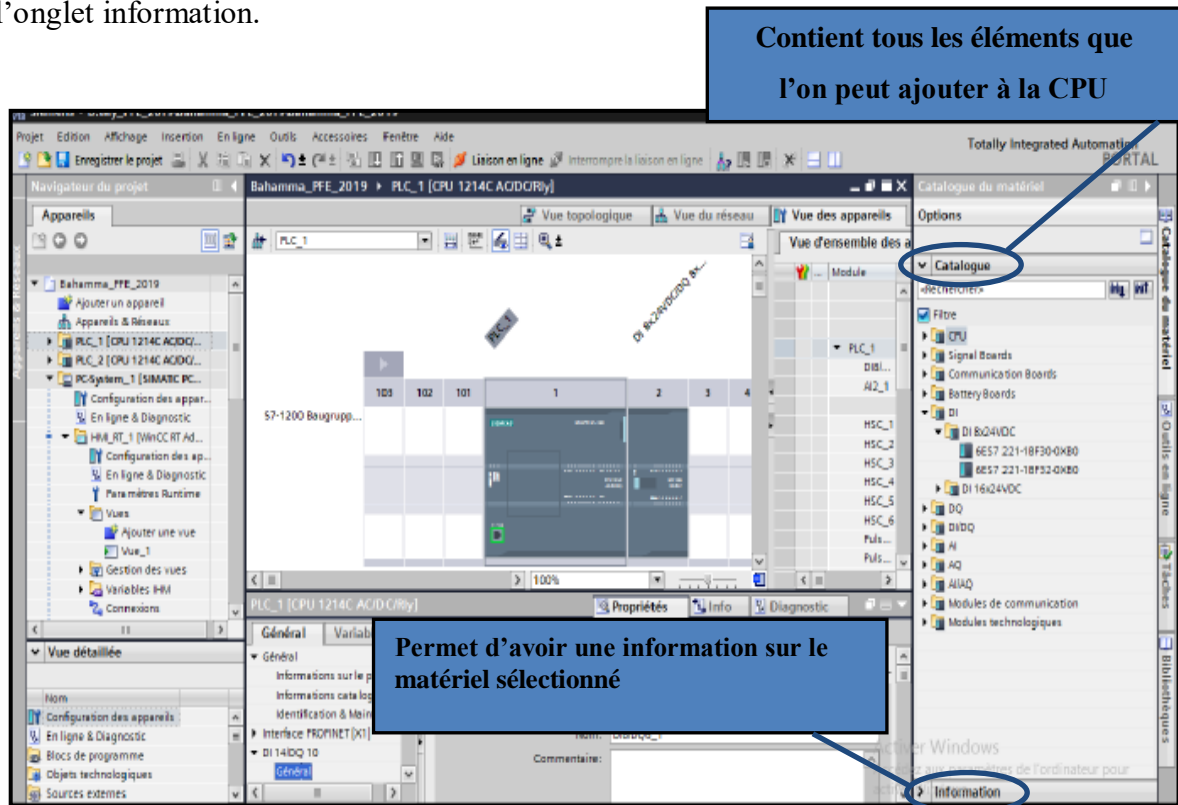 l’onglet information.
Contient tous les éléments que
l’on peut ajouter à la CPU
Projet Edition Affichage Insertion En ligne Outils Accessoires Fenêtre Aide
Enregistrer le projet Liaison en ligne Interrompre la liaison en ligne
Totally Integrated Automation
PORTAL
Navigateur du projet
Appareils
Appareils & Réseaux
Bahamma_PFE_2019
Ajouter un appareil
Appareils & Réseaux
PLC_1 [CPU 1214C AC/DC/...
PLC_2 [CPU 1214C AC/DC/...
PC-System_1 [SIMATIC PC...
Configuration des appar...
En ligne & Diagnostic
HMI_RT_1 [WinCC RT Ad...
Configuration des ap...
En ligne & Diagnostic
Paramètres Runtime
Vues
Ajouter une vue
Vue_1
Gestion des vues
Variables IHM
Connexions
Vue détaillée
Nom
Configuration des appareils
En ligne & Diagnostic
Blocs de programme
Objets technologiques
Sources externes
Bahamma_PFE_2019 PLC_1 [CPU 1214C AC/DC/Rly]
Vue topologique Vue du réseau Vue des appareils
PLC_1
PLC_1
DI 8x24VDC/DQ 8x...
103 102 101 1 2 3 4
S7-1200 Baugrupp...
SIEMENS
100%
Vue d'ensemble des a
... Module
PLC_1
DI8I...
AI2_1
HSC_1
HSC_2
HSC_3
HSC_4
HSC_5
HSC_6
Puls...
Puls...
PLC_1 [CPU 1214C AC/DC/Rly]
Propriétés Info Diagnostic
Général Variab
Général
Informations sur le p
Informations catalog
Identification & Main
Interface PROFINET [X1]
DI 14/DQ 10
Général
Permet d’avoir une information sur le
matériel sélectionné
Nom:
Commentaire:
Catalogue du matériel
Options
Catalogue
<Rechercher>
Filtre
CPU
Signal Boards
Communication Boards
Battery Boards
DI
DI 8x24VDC
6ES7 221-1BF30-0XB0
6ES7 221-1BF32-0XB0
DI 16x24VDC
DQ
DI/DQ
AI
AQ
AI/AQ
Modules de communication
Modules technologiques
Activer Windows
aux paramètres de l'ordinateur pour
Information
Catalogue du matériel
Outils en ligne
Tâches
Bibliothèques